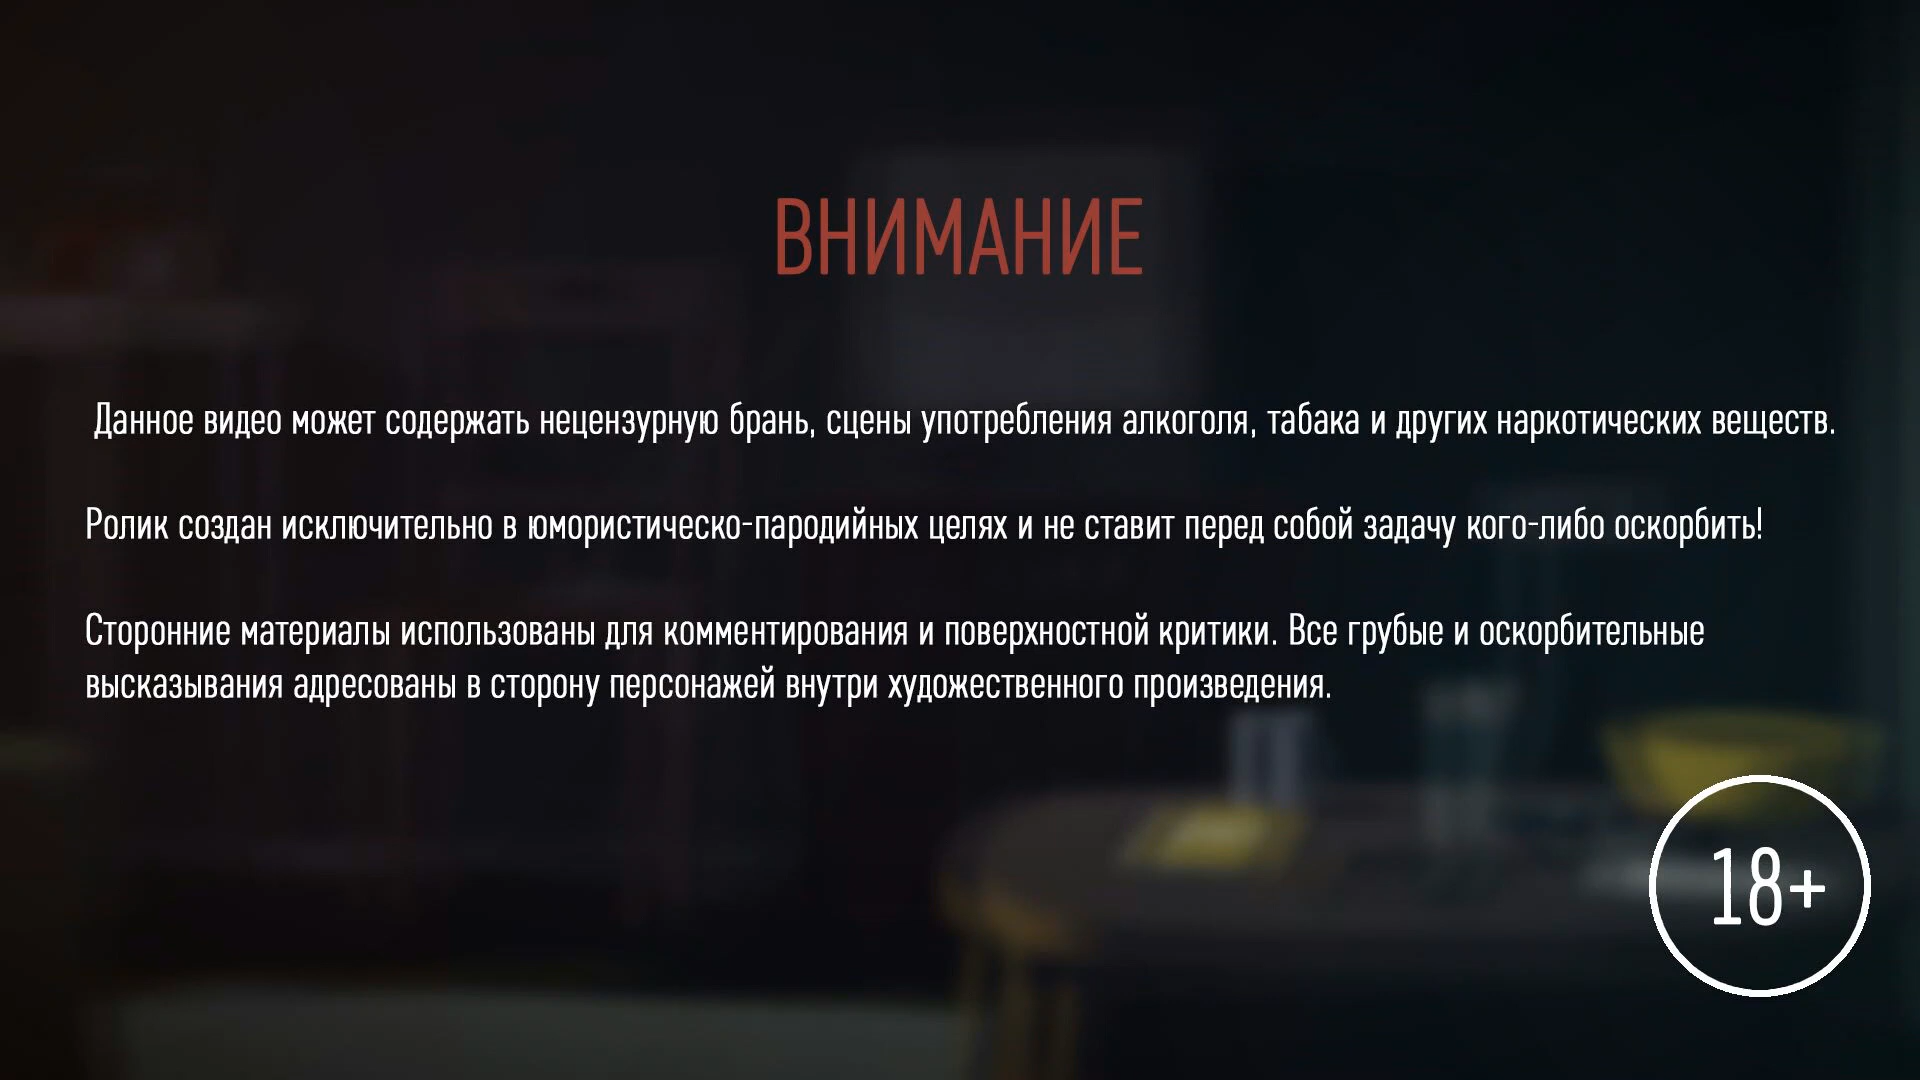 ВНИМАНИЕ
Данное видео может содержать нецензурную брань, сцены употребления алкоголя, табака и других наркотических веществ.
Ролик создан исключительно в юмористическо-пародийных целях и не ставит перед собой задачу кого-либо оскорбить!
Сторонние материалы использованы для комментирования и поверхностной критики. Все грубые и оскорбительные
высказывания адресованы в сторону персонажей внутри художественного произведения.
18+